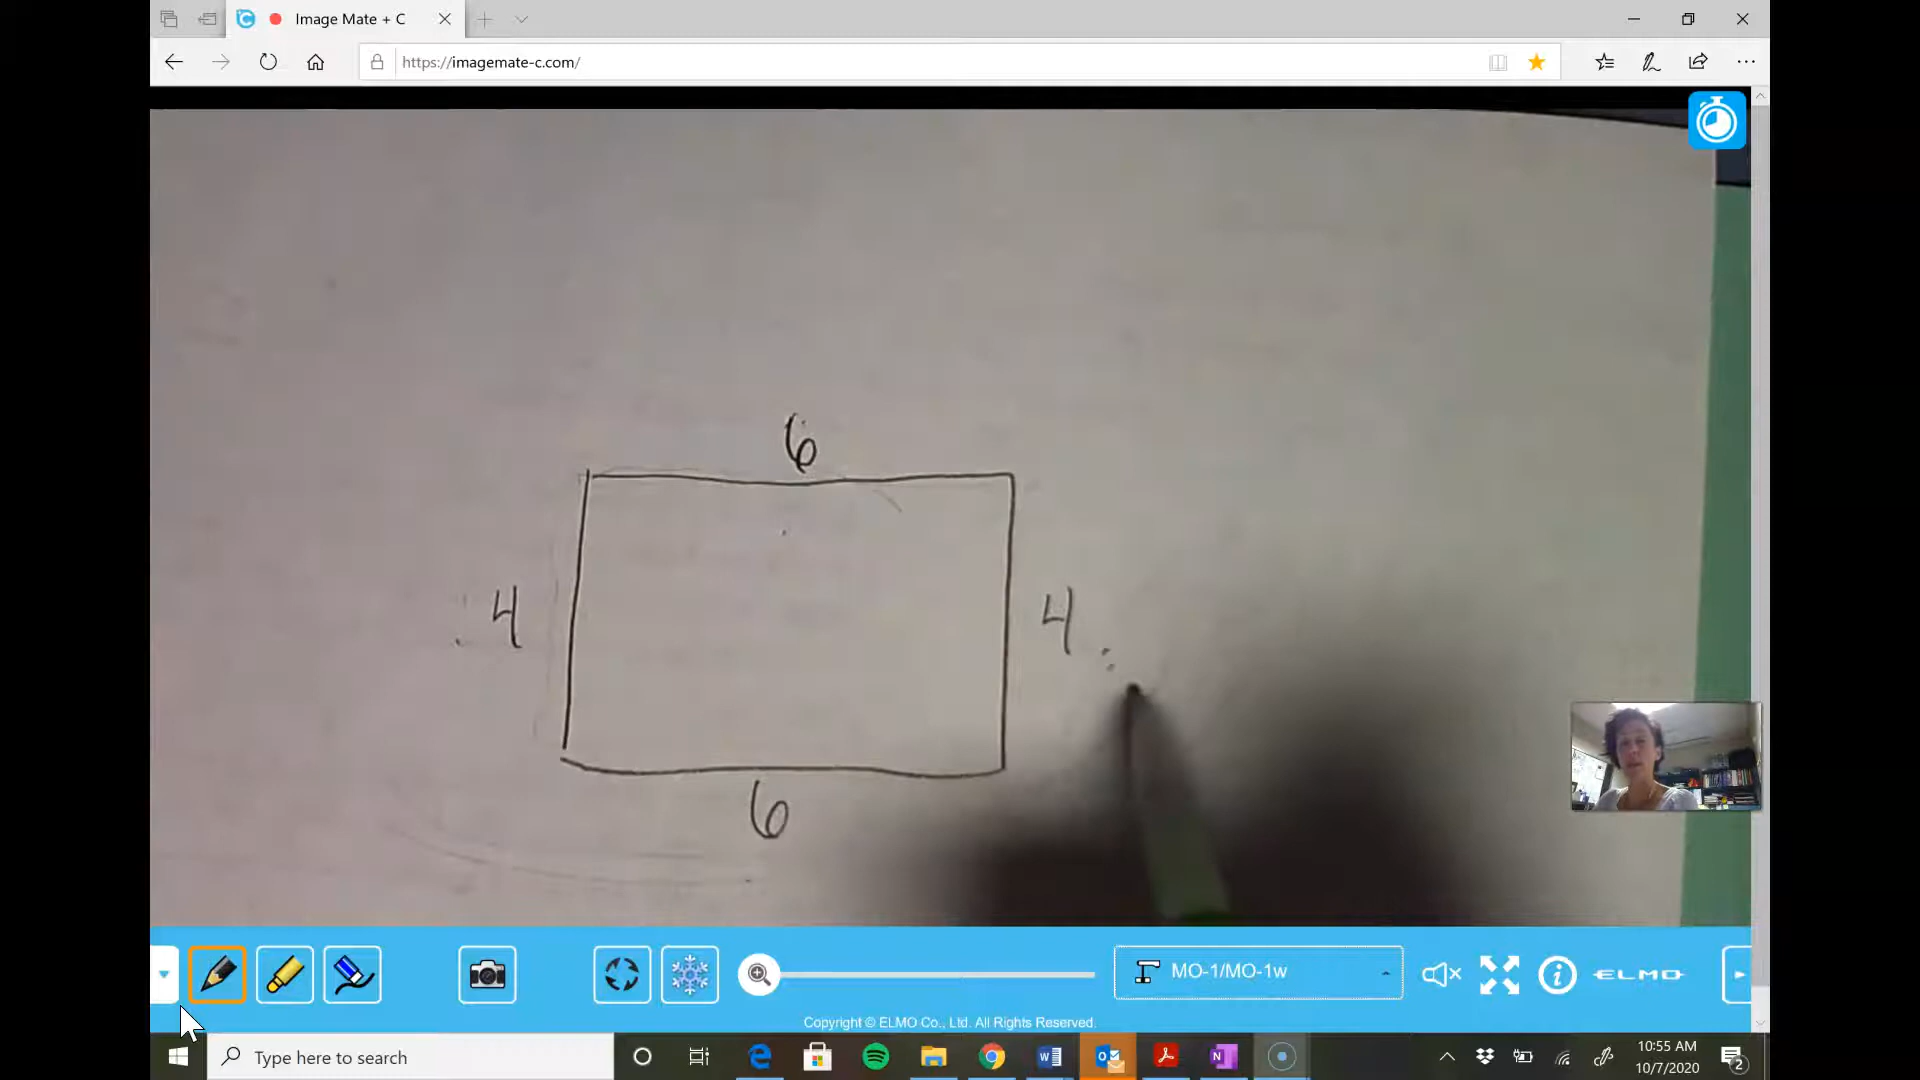 Image Mate + C
https://imagemate-c.com/
6
4
4
6
MO-1/MO-1w
ELMO
Copyright © ELMO Co., Ltd. All Rights Reserved.
Type here to search
10:55 AM
10/7/2020
2